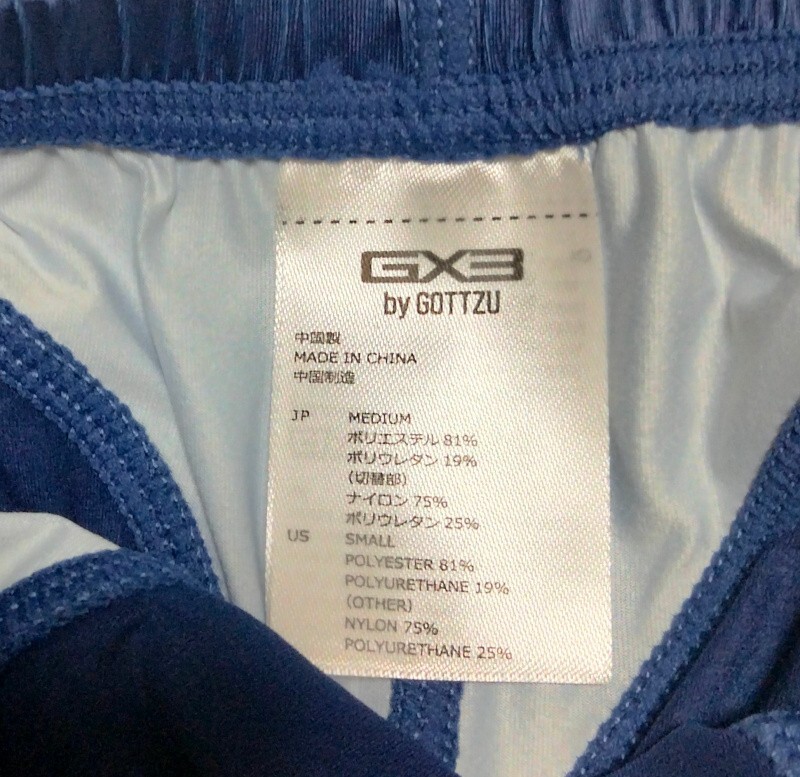 GX3
by GOTTZU
中国製
MADE IN CHINA
中国制造
JP MEDIUM
ポリエステル 81%
ポリウレタン 19%
(切替部)
ナイロン 75%
ポリウレタン 25%
US SMALL
POLYESTER 81%
POLYURETHANE 19%
(OTHER)
NYLON 75%
POLYURETHANE 25%